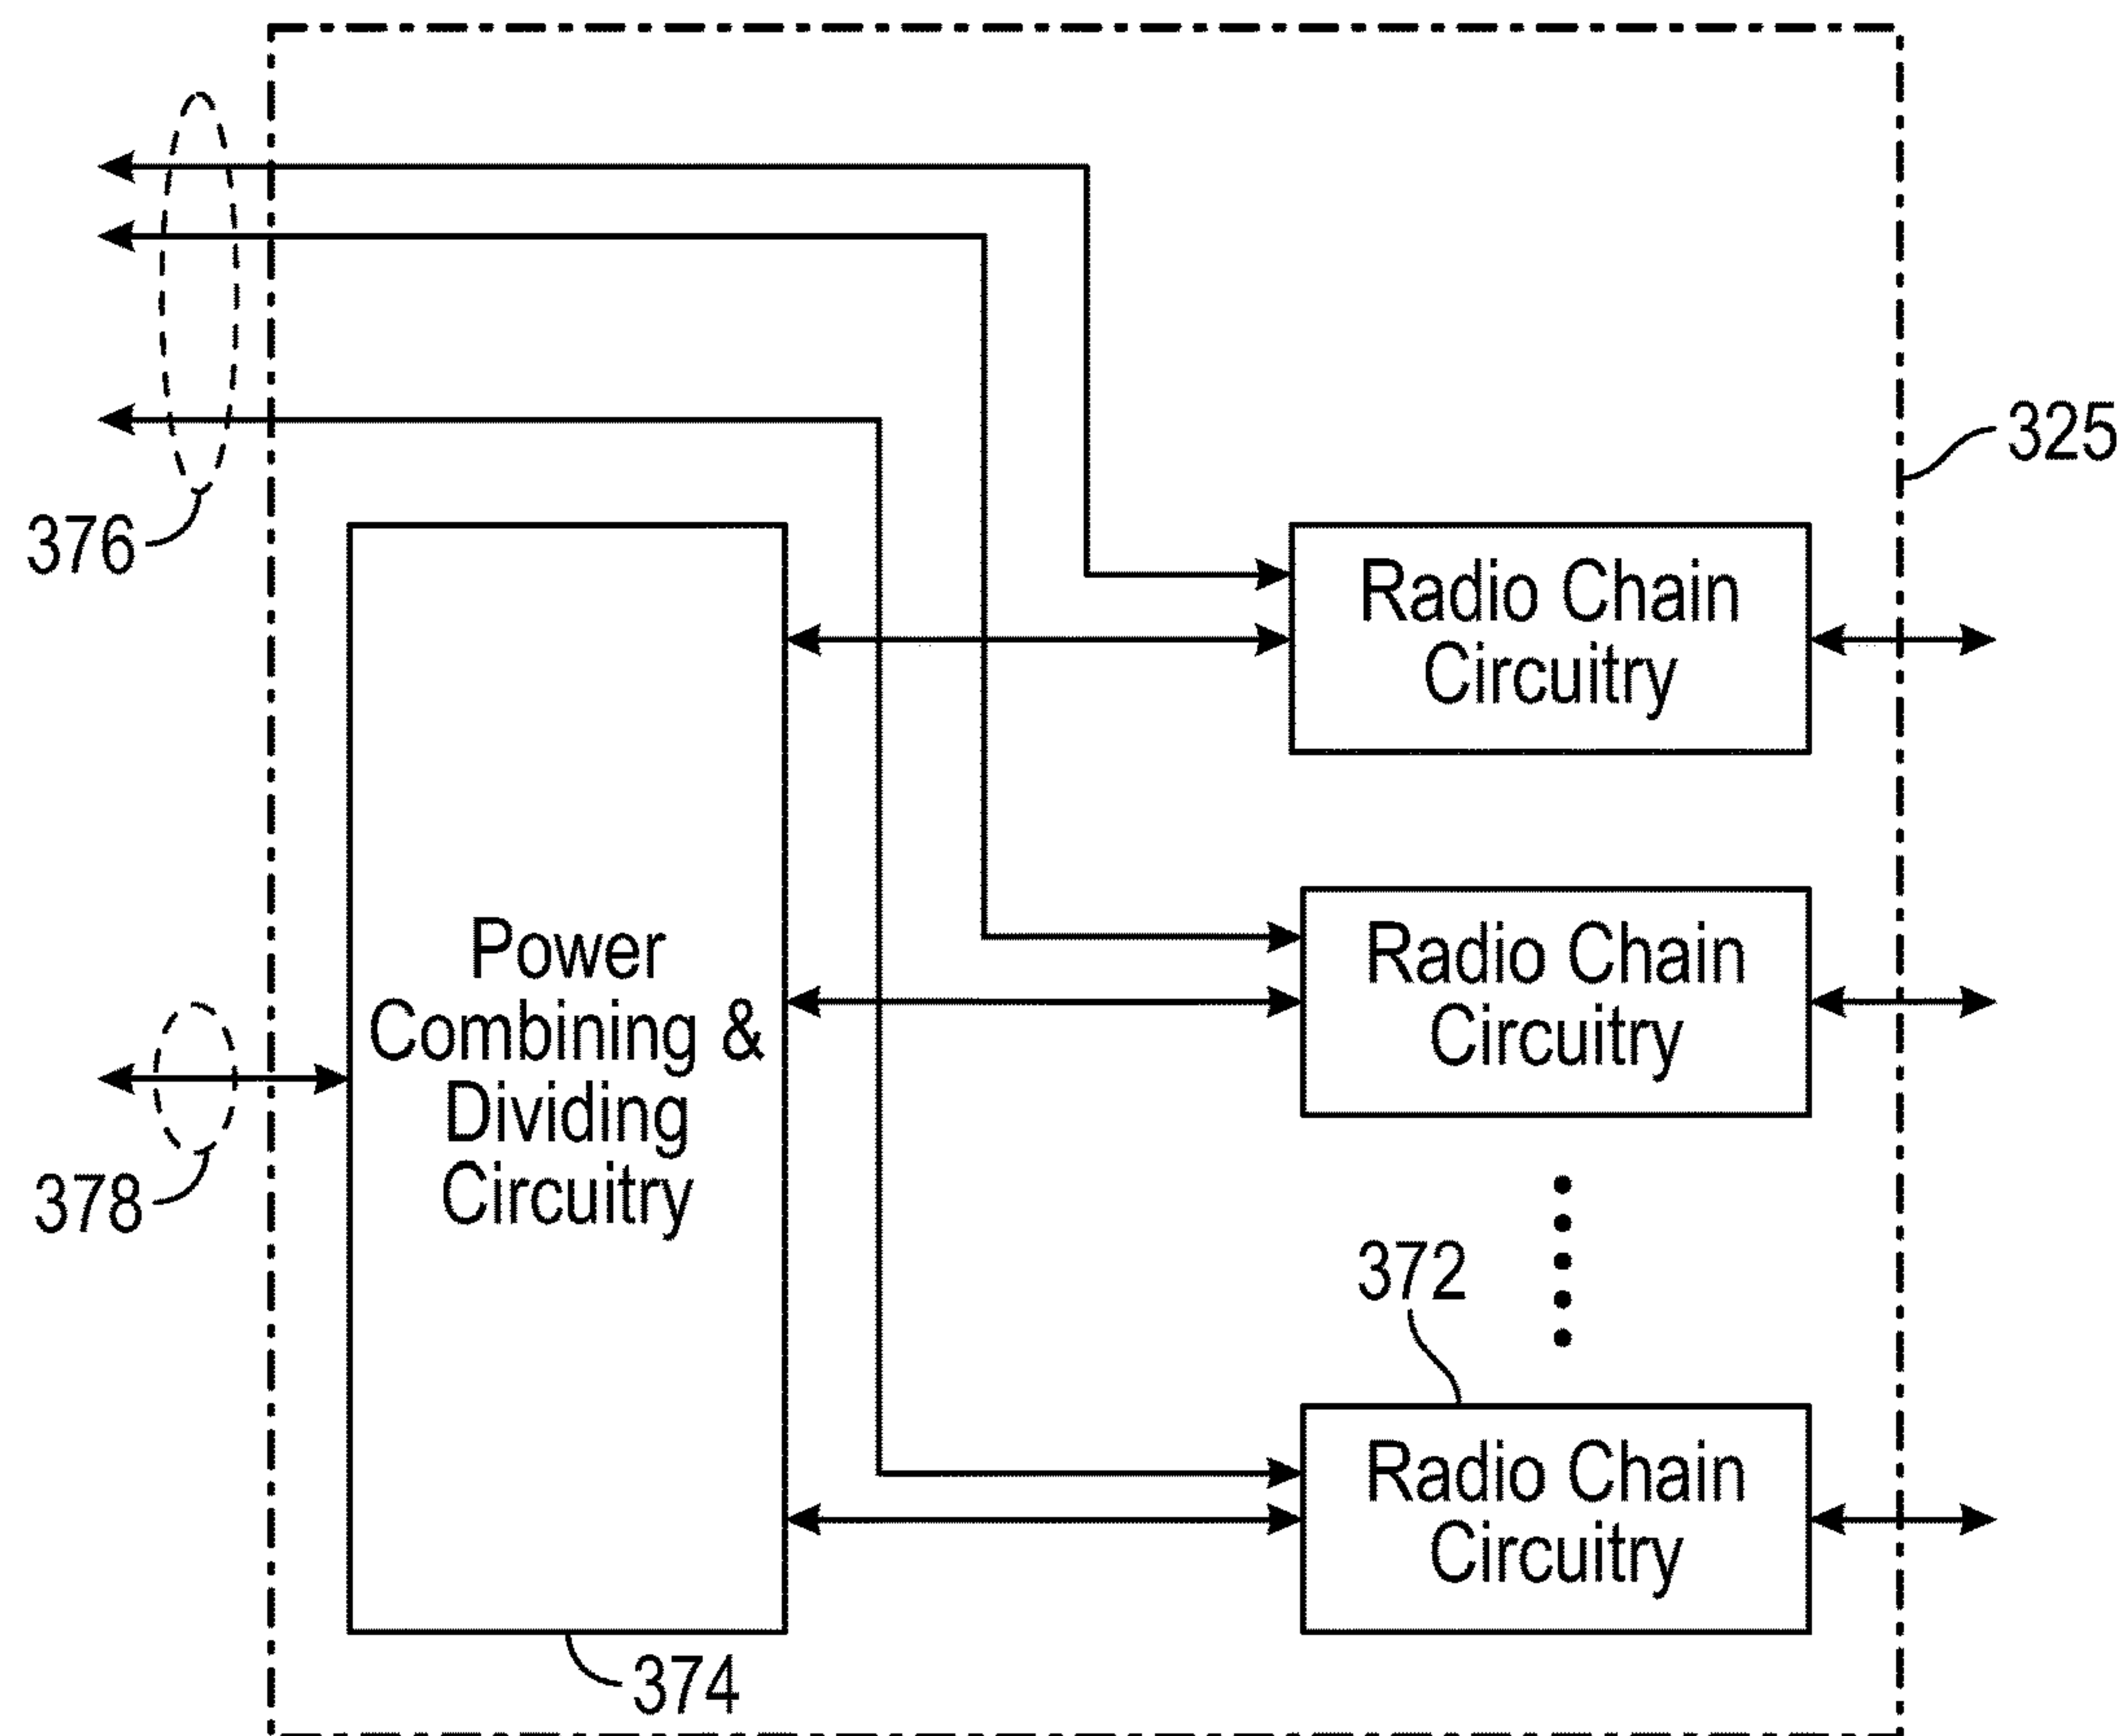 325
376
Radio Chain
Circuitry
Power
Combining &
Dividing
Circuitry
Radio Chain
Circuitry
378
372
Radio Chain
Circuitry
374